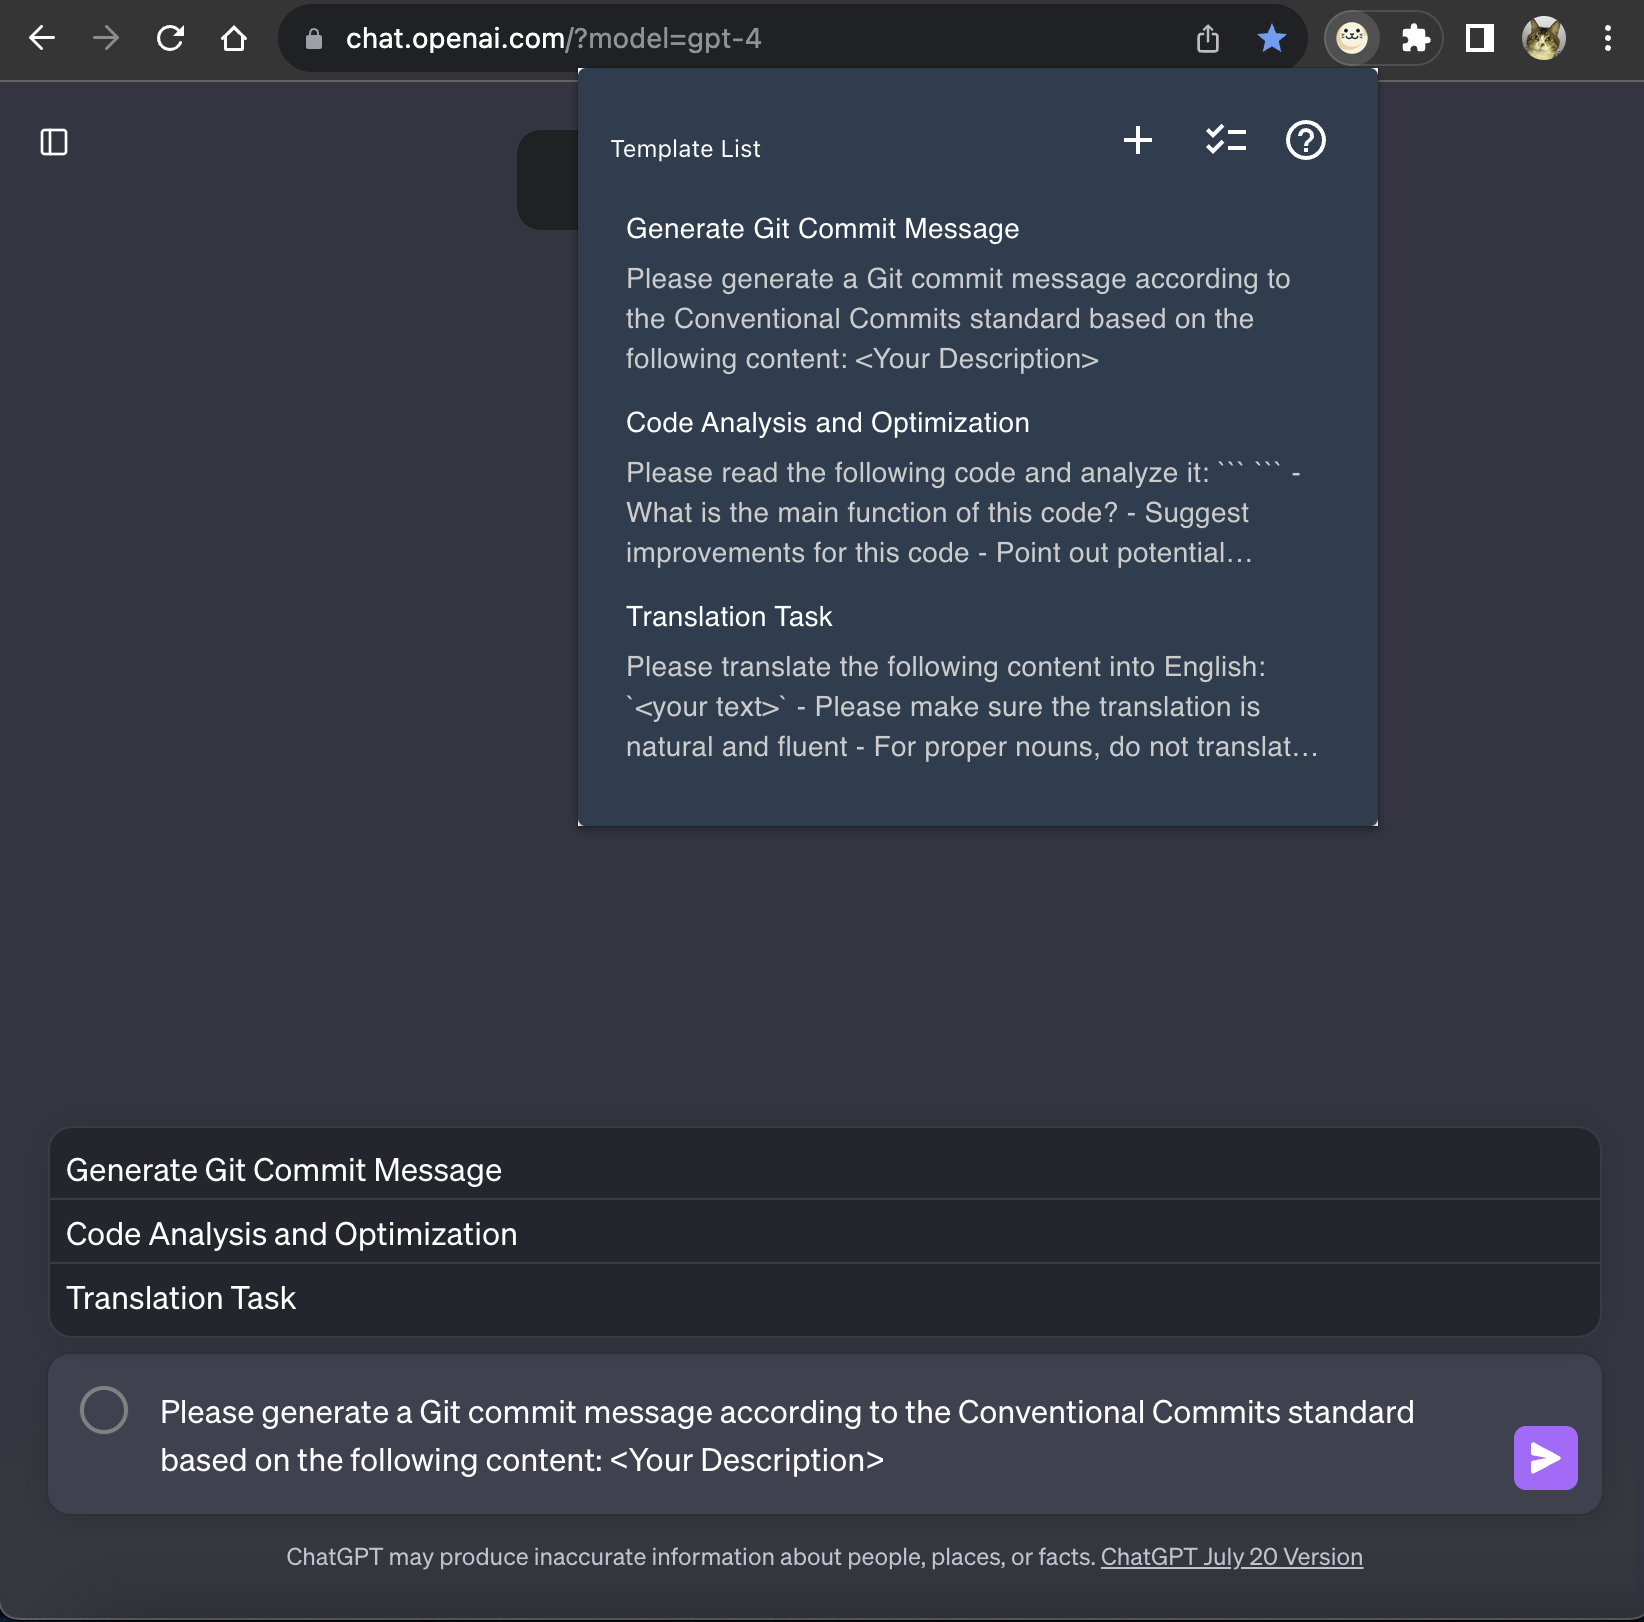 chat.openai.com/?model=gpt-4
Template List
Generate Git Commit Message
Please generate a Git commit message according to
the Conventional Commits standard based on the
following content: <Your Description>
Code Analysis and Optimization
Please read the following code and analyze it: ``` ``` -
What is the main function of this code? - Suggest
improvements for this code - Point out potential…
Translation Task
Please translate the following content into English:
`<your text>` - Please make sure the translation is
natural and fluent - For proper nouns, do not translat…
Generate Git Commit Message
Code Analysis and Optimization
Translation Task
Please generate a Git commit message according to the Conventional Commits standard
based on the following content: <Your Description>
ChatGPT may produce inaccurate information about people, places, or facts. ChatGPT July 20 Version